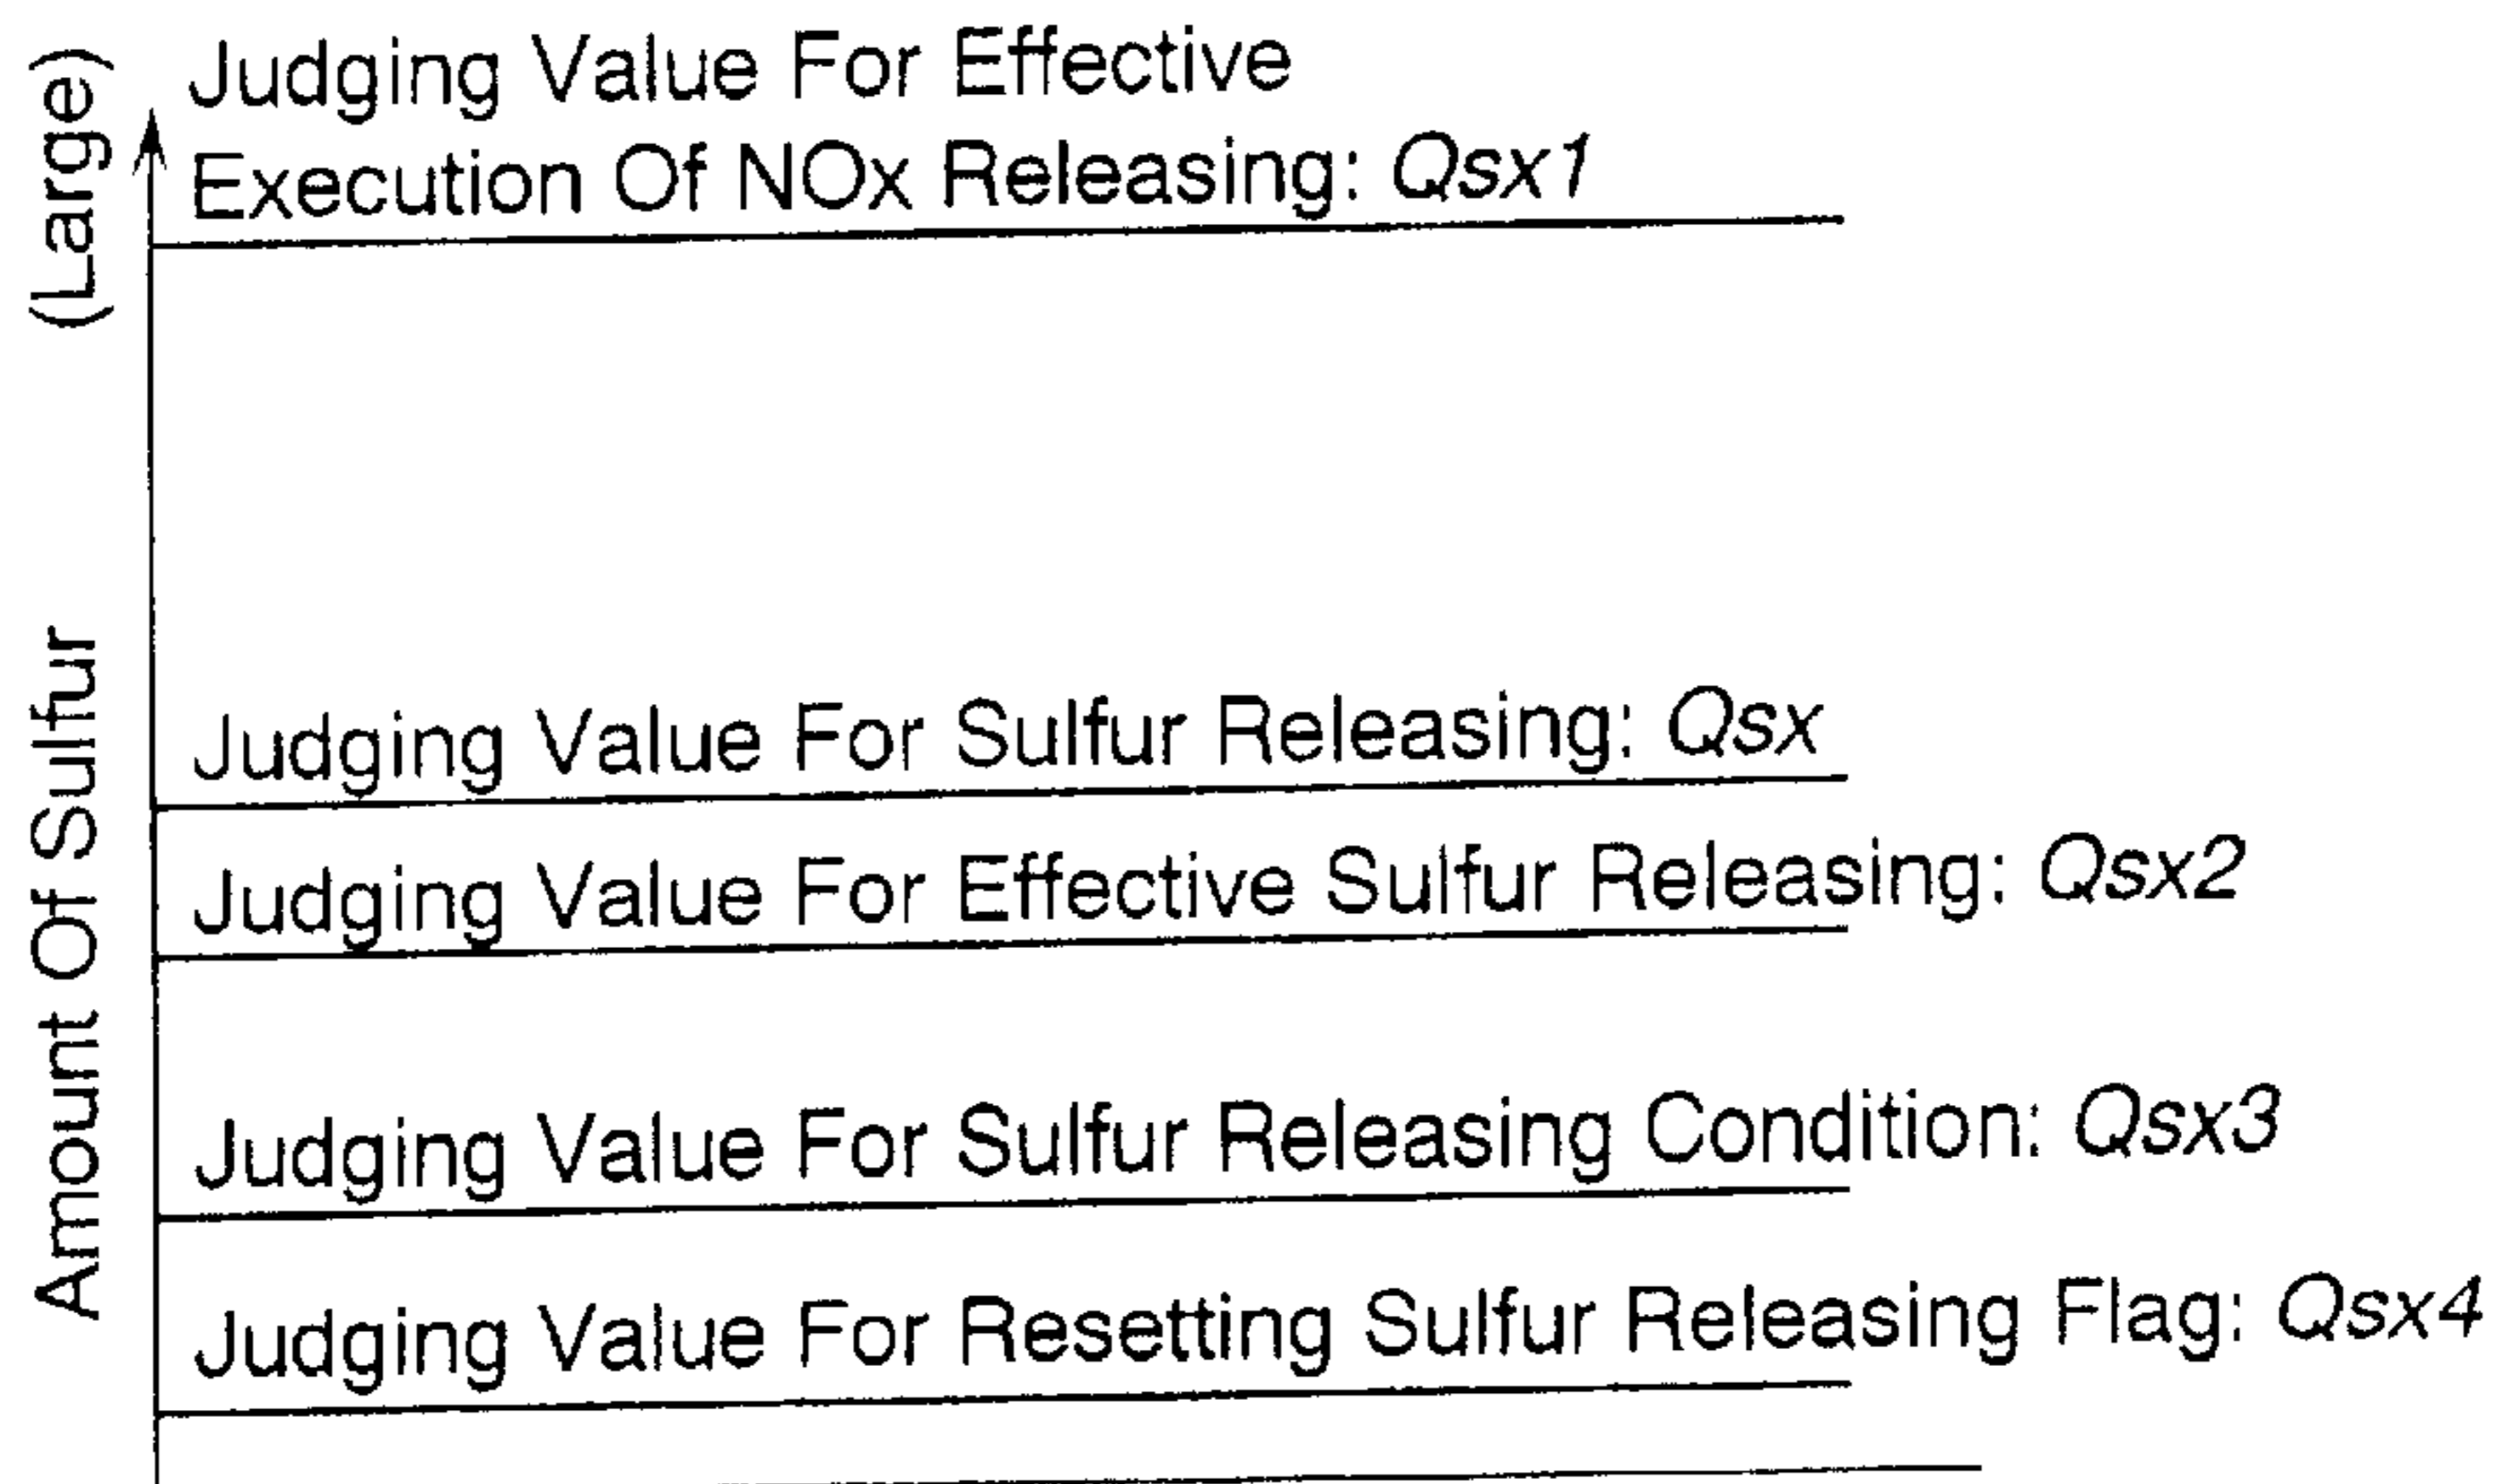 Judging Value For Effective
Execution Of NOx Releasing: Qsx1
Judging Value For Sulfur Releasing: Qsx
Judging Value For Effective Sulfur Releasing: Qsx2
Judging Value For Sulfur Releasing Condition: Qsx3
Judging Value For Resetting Sulfur Releasing Flag: Qsx4
Amount Of Sulfur (Large)